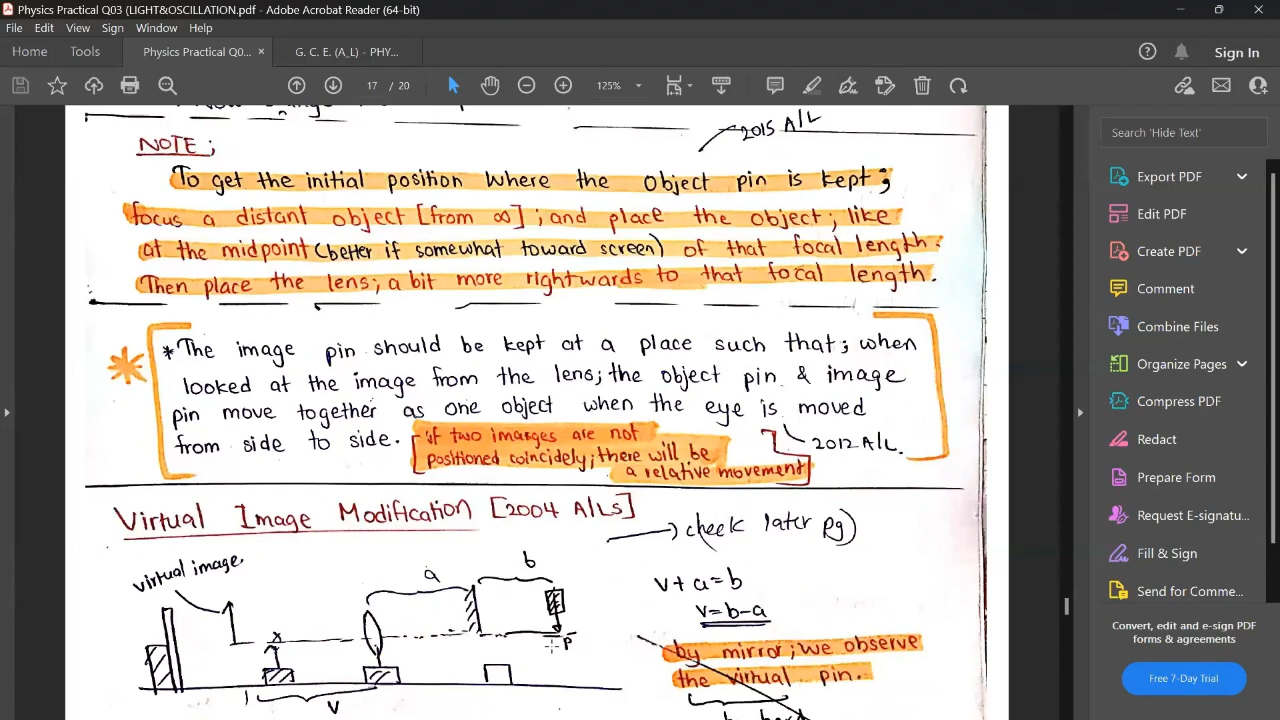 Physics Practical Q03 (LIGHT&OSCILLATION.pdf - Adobe Acrobat Reader (64-bit)
File Edit View Sign Window Help
Home Tools Physics Practical Q0... × G. C. E. (A_L) - PHY... Sign In
17 / 20 125%
2015 A/L
NOTE ;
To get the initial position where the object pin is kept ;
focus a distant object [from ∞] ; and place the object ; like
at the midpoint (better if somewhat toward screen) of that focal length.
Then place the lens ; a bit more rightwards to that focal length.
* The image pin should be kept at a place such that ; when
looked at the image from the lens ; the object pin & image
pin move together as one object when the eye is moved
from side to side.
if two images are not
positioned coincidely ; there will be
a relative movement
2012 A/L.
Virtual Image Modification [2004 A/Ls]
check later pg)
virtual image
a
b
x
P
v
v + a = b
v = b - a
by mirror ; we observe
the virtual pin.
Search 'Hide Text'
Export PDF
Edit PDF
Create PDF
Comment
Combine Files
Organize Pages
Compress PDF
Redact
Prepare Form
Request E-signatu...
Fill & Sign
Send for Comme...
Convert, edit and e-sign PDF
forms & agreements
Free 7-Day Trial